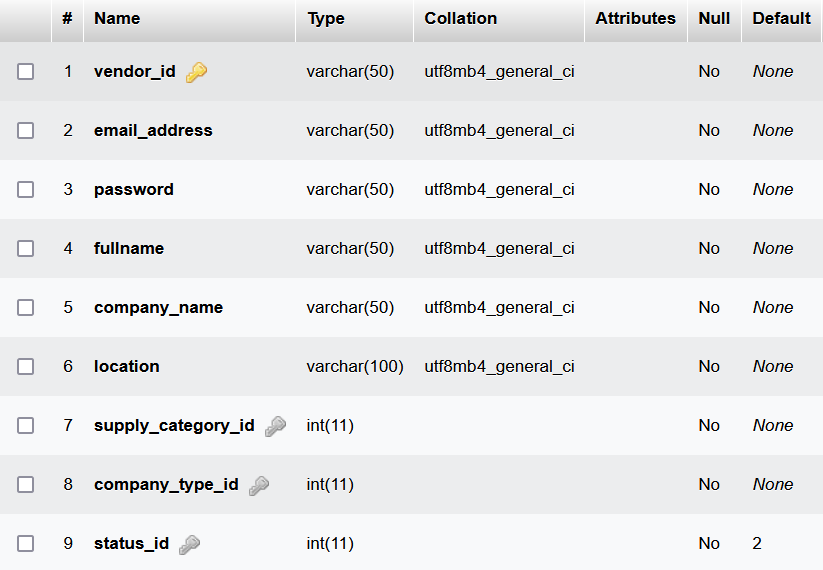 # Name Type Collation Attributes Null Default
1 vendor_id varchar(50) utf8mb4_general_ci No None
2 email_address varchar(50) utf8mb4_general_ci No None
3 password varchar(50) utf8mb4_general_ci No None
4 fullname varchar(50) utf8mb4_general_ci No None
5 company_name varchar(50) utf8mb4_general_ci No None
6 location varchar(100) utf8mb4_general_ci No None
7 supply_category_id int(11) No None
8 company_type_id int(11) No None
9 status_id int(11) No 2